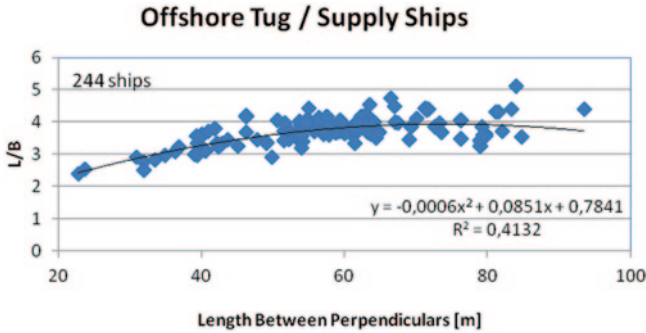 Offshore Tug / Supply Ships
6
244 ships
5
4
L/B
3
2
y = -0,0006x² + 0,0851x + 0,7841
1
R² = 0,4132
0
20 40 60 80 100
Length Between Perpendiculars [m]